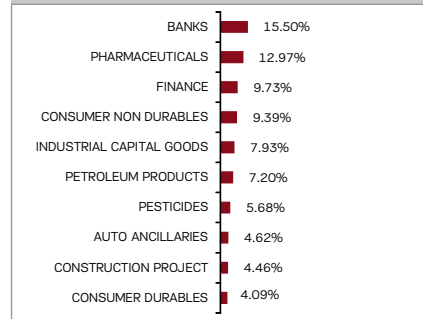 BANKS 15.50%
PHARMACEUTICALS 12.97%
FINANCE 9.73%
CONSUMER NON DURABLES 9.39%
INDUSTRIAL CAPITAL GOODS 7.93%
PETROLEUM PRODUCTS 7.20%
PESTICIDES 5.68%
AUTO ANCILLARIES 4.62%
CONSTRUCTION PROJECT 4.46%
CONSUMER DURABLES 4.09%